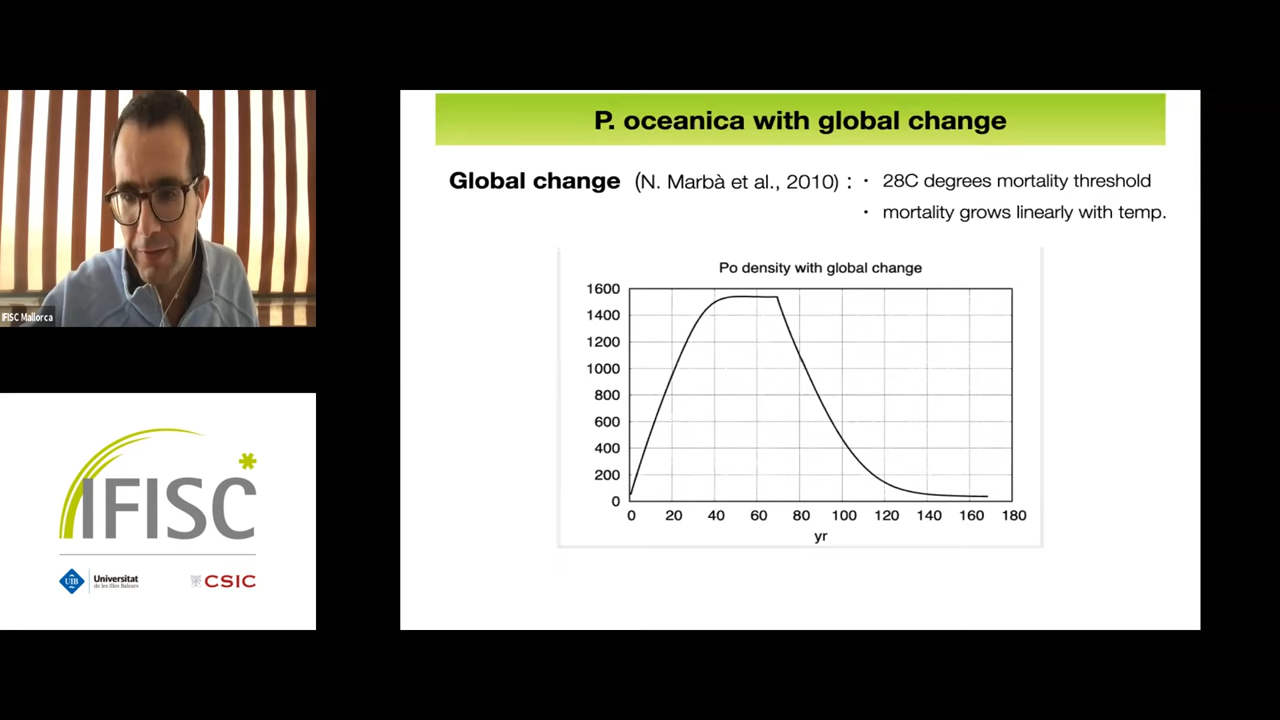 P. oceanica with global change
Global change (N. Marbà et al., 2010) : · 28C degrees mortality threshold
· mortality grows linearly with temp.
Po density with global change
1600
1400
1200
1000
800
600
400
200
0
0 20 40 60 80 100 120 140 160 180
yr
IFISC Mallorca
IFISC
UIB Universitat
de les Illes Balears
CSIC